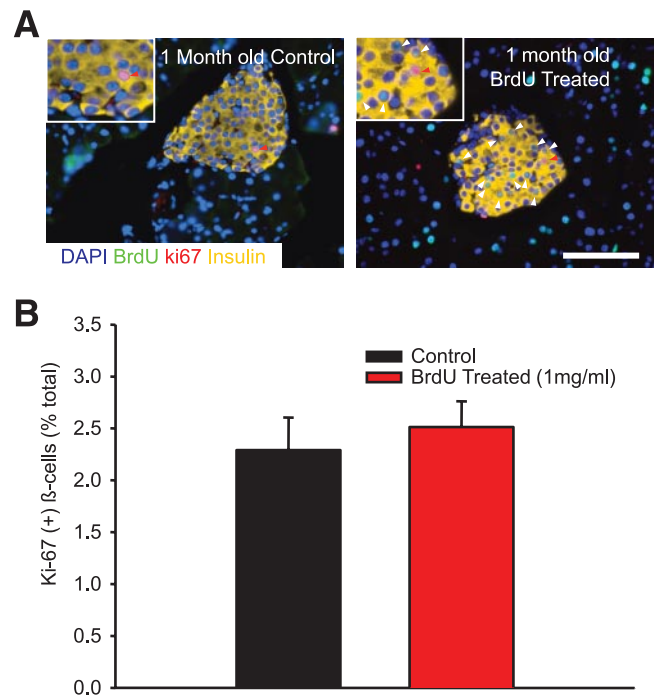 A
1 Month old Control
1 month old
BrdU Treated
DAPI BrdU ki67 Insulin
B
Ki-67 (+) ß-cells (% total)
3.5
3.0
2.5
2.0
1.5
1.0
0.5
0.0
Control
BrdU Treated (1mg/ml)